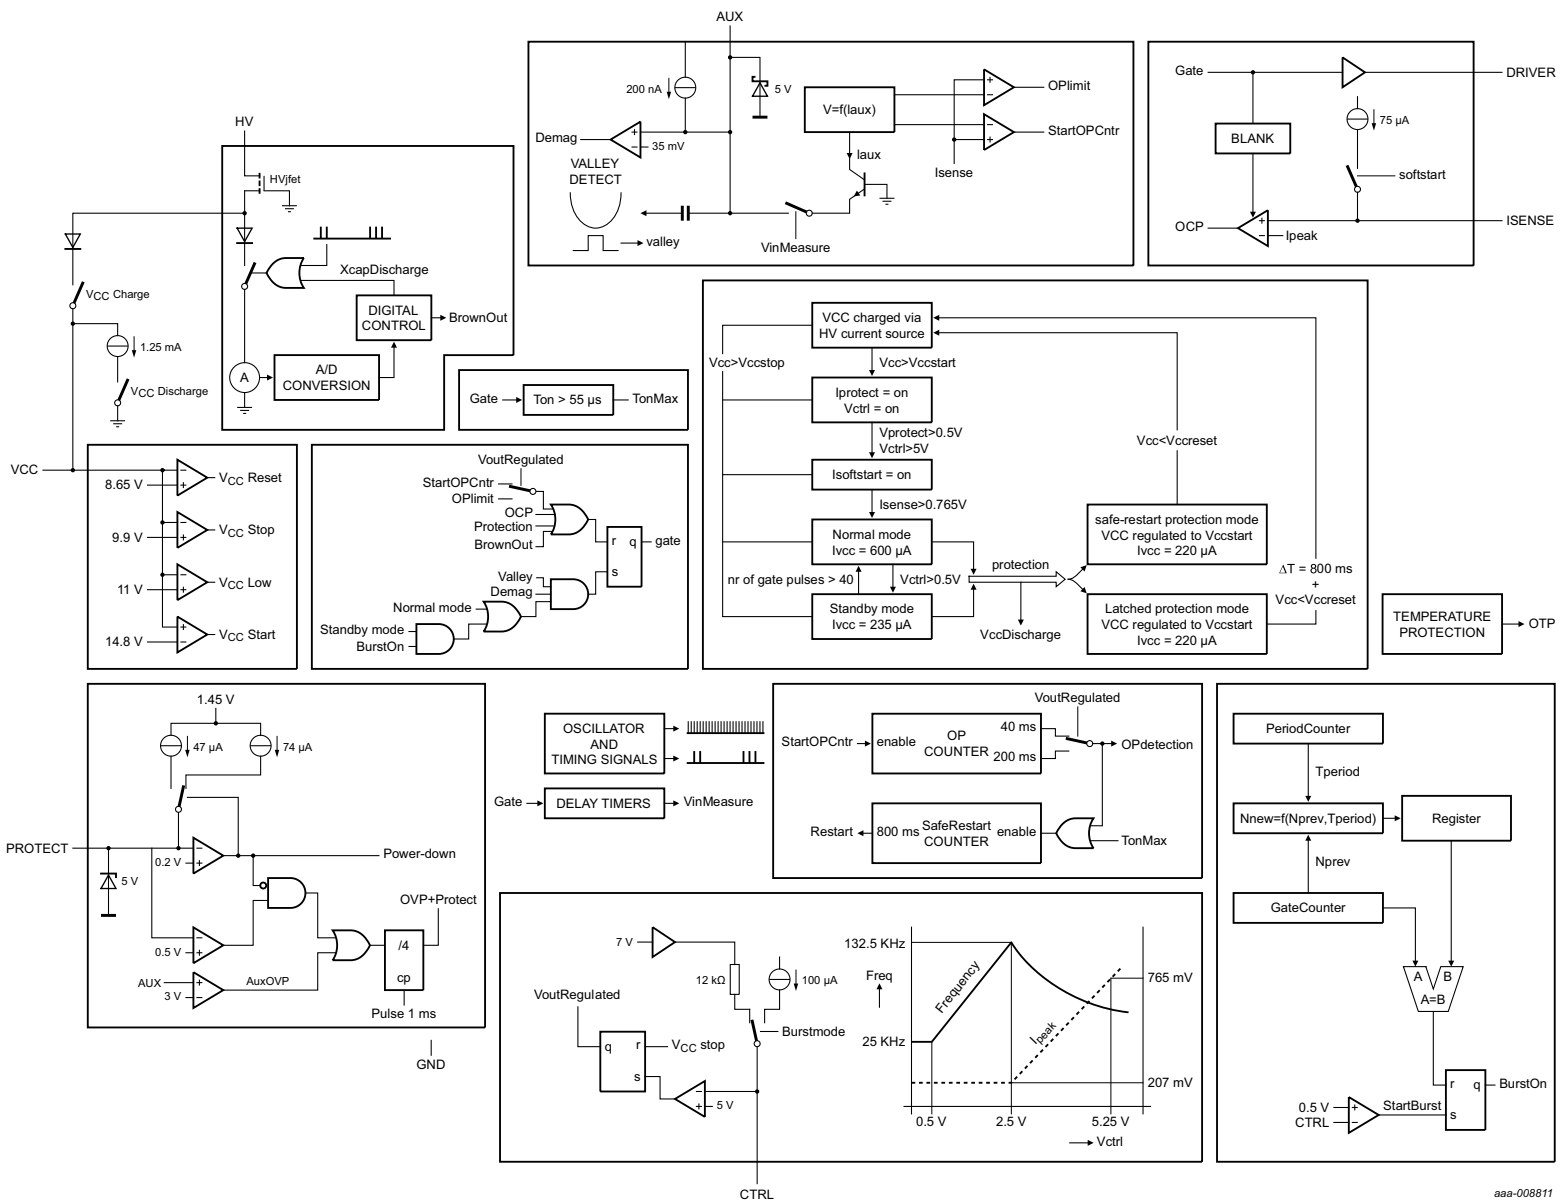 AUX
200 nA
5 V
Demag
+
−
35 mV
VALLEY
DETECT
valley
V=f(Iaux)
Iaux
VinMeasure
+
−
OPlimit
−
+
StartOPCntr
Isense
Gate
DRIVER
BLANK
75 µA
softstart
OCP
+
−
Ipeak
ISENSE
HV
HVjfet
XcapDischarge
DIGITAL
CONTROL
BrownOut
A
A/D
CONVERSION
VCC Charge
1.25 mA
VCC Discharge
Gate
Ton > 55 µs
TonMax
VCC
8.65 V
−
+
VCC Reset
9.9 V
−
+
VCC Stop
11 V
−
+
VCC Low
14.8 V
+
−
VCC Start
VoutRegulated
StartOPCntr
OPlimit
OCP
Protection
BrownOut
r
q
s
gate
Valley
Demag
Normal mode
Standby mode
BurstOn
VCC charged via
HV current source
Vcc>Vccstop
Vcc>Vccstart
Iprotect = on
Vctrl = on
Vprotect>0.5V
Vctrl>5V
Isoftstart = on
Isense>0.765V
Normal mode
Ivcc = 600 µA
nr of gate pulses > 40
Vctrl>0.5V
Standby mode
Ivcc = 235 µA
protection
VccDischarge
Vcc<Vccreset
safe-restart protection mode
VCC regulated to Vccstart
Ivcc = 220 µA
Latched protection mode
VCC regulated to Vccstart
Ivcc = 220 µA
ΔT = 800 ms
+
Vcc<Vccreset
TEMPERATURE
PROTECTION
OTP
1.45 V
47 µA
74 µA
PROTECT
5 V
−
+
0.2 V
Power-down
−
+
0.5 V
AUX
3 V
+
−
AuxOVP
OVP+Protect
/4
cp
Pulse 1 ms
GND
OSCILLATOR
AND
TIMING SIGNALS
Gate
DELAY TIMERS
VinMeasure
VoutRegulated
StartOPCntr
enable
OP
COUNTER
40 ms
200 ms
OPdetection
Restart
800 ms
SafeRestart
COUNTER
enable
TonMax
7 V
12 kΩ
100 µA
VoutRegulated
Burstmode
q
r
s
VCC stop
−
+
5 V
CTRL
132.5 KHz
Freq
25 KHz
Frequency
Ipeak
765 mV
207 mV
0.5 V
2.5 V
5.25 V
Vctrl
PeriodCounter
Tperiod
Nnew=f(Nprev,Tperiod)
Register
Nprev
GateCounter
A
B
A=B
r
q
s
BurstOn
0.5 V
CTRL
+
−
StartBurst
aaa-008811